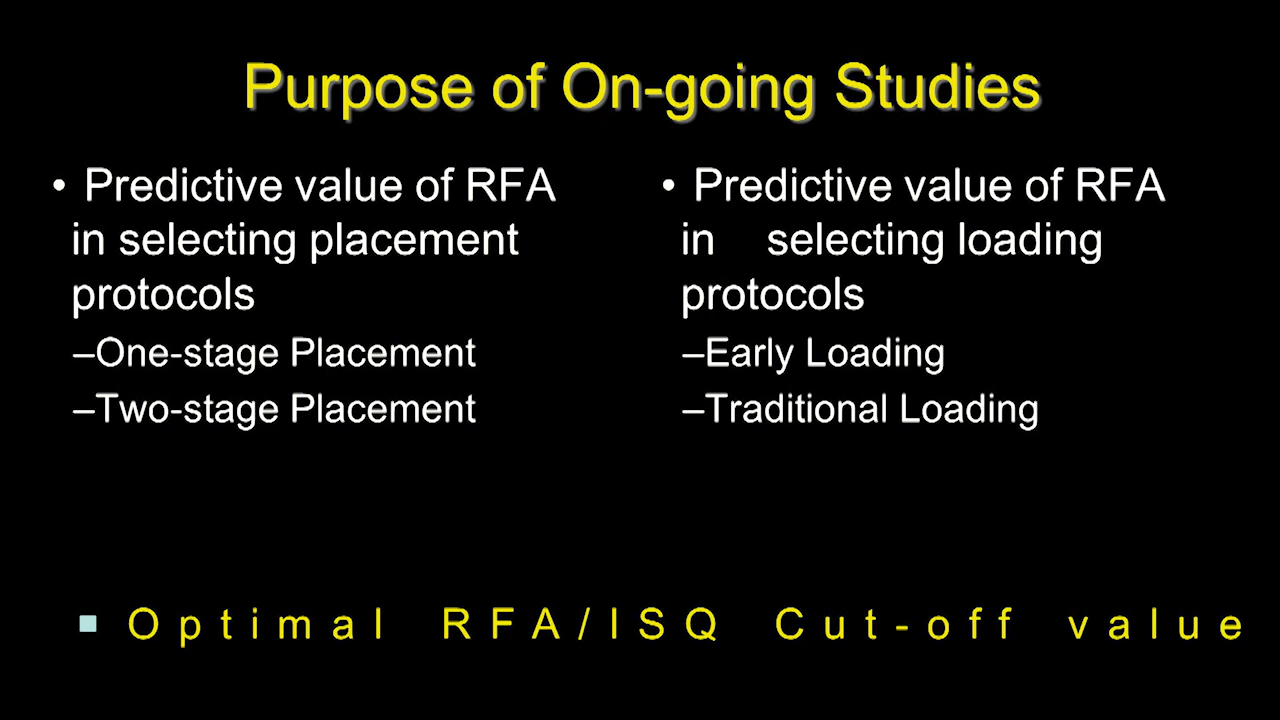 Purpose of On-going Studies
• Predictive value of RFA
in selecting placement
protocols
–One-stage Placement
–Two-stage Placement
• Predictive value of RFA
in selecting loading
protocols
–Early Loading
–Traditional Loading
▪ Optimal RFA/ISQ Cut-off value